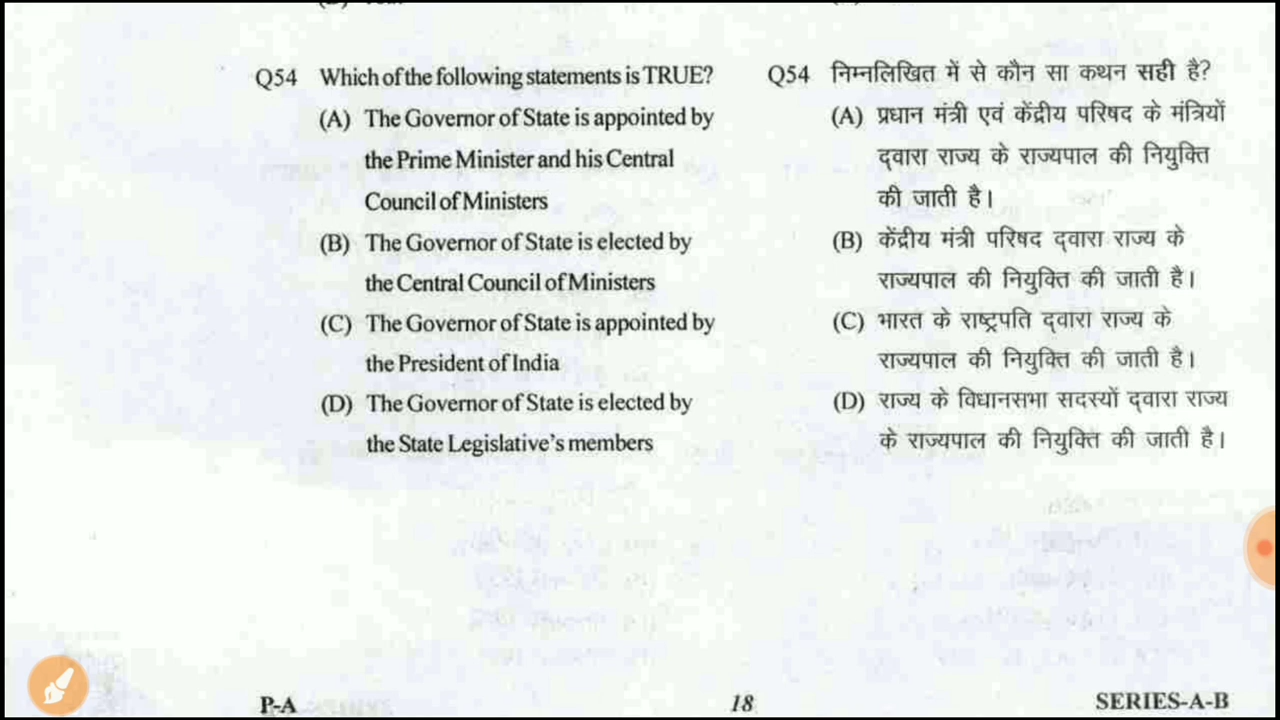 Q54 Which of the following statements is TRUE?
(A) The Governor of State is appointed by
the Prime Minister and his Central
Council of Ministers
(B) The Governor of State is elected by
the Central Council of Ministers
(C) The Governor of State is appointed by
the President of India
(D) The Governor of State is elected by
the State Legislative's members
Q54 निम्नलिखित में से कौन सा कथन सही है?
(A) प्रधान मंत्री एवं केंद्रीय परिषद के मंत्रियों
द्वारा राज्य के राज्यपाल की नियुक्ति
की जाती है।
(B) केंद्रीय मंत्री परिषद द्वारा राज्य के
राज्यपाल की नियुक्ति की जाती है।
(C) भारत के राष्ट्रपति द्वारा राज्य के
राज्यपाल की नियुक्ति की जाती है।
(D) राज्य के विधानसभा सदस्यों द्वारा राज्य
के राज्यपाल की नियुक्ति की जाती है।
P-A 18 SERIES-A-B